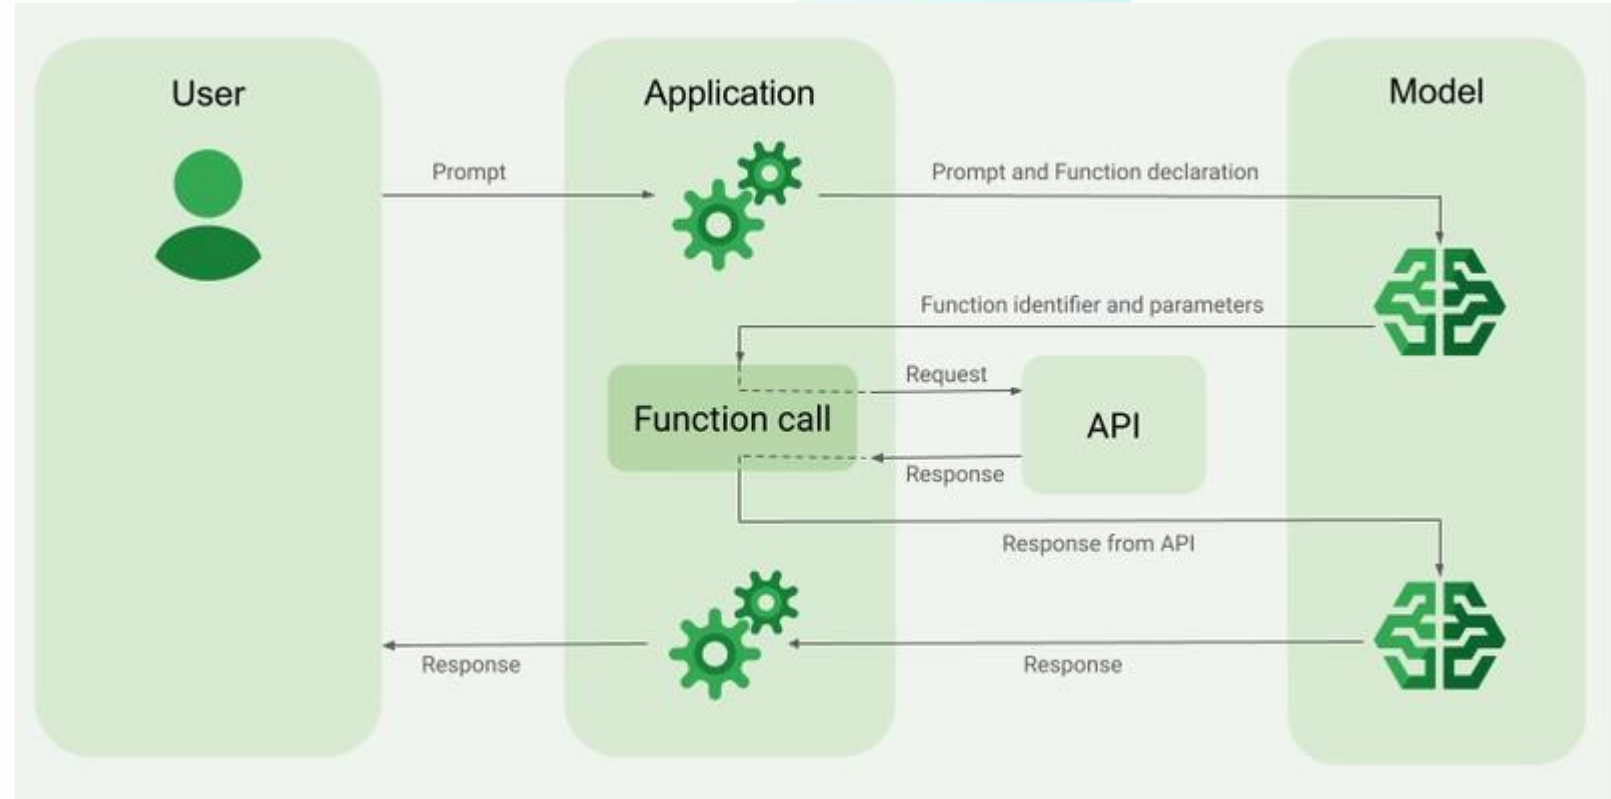 User
Application
Model
Prompt
Prompt and Function declaration
Function identifier and parameters
Request
Function call
API
Response
Response from API
Response
Response